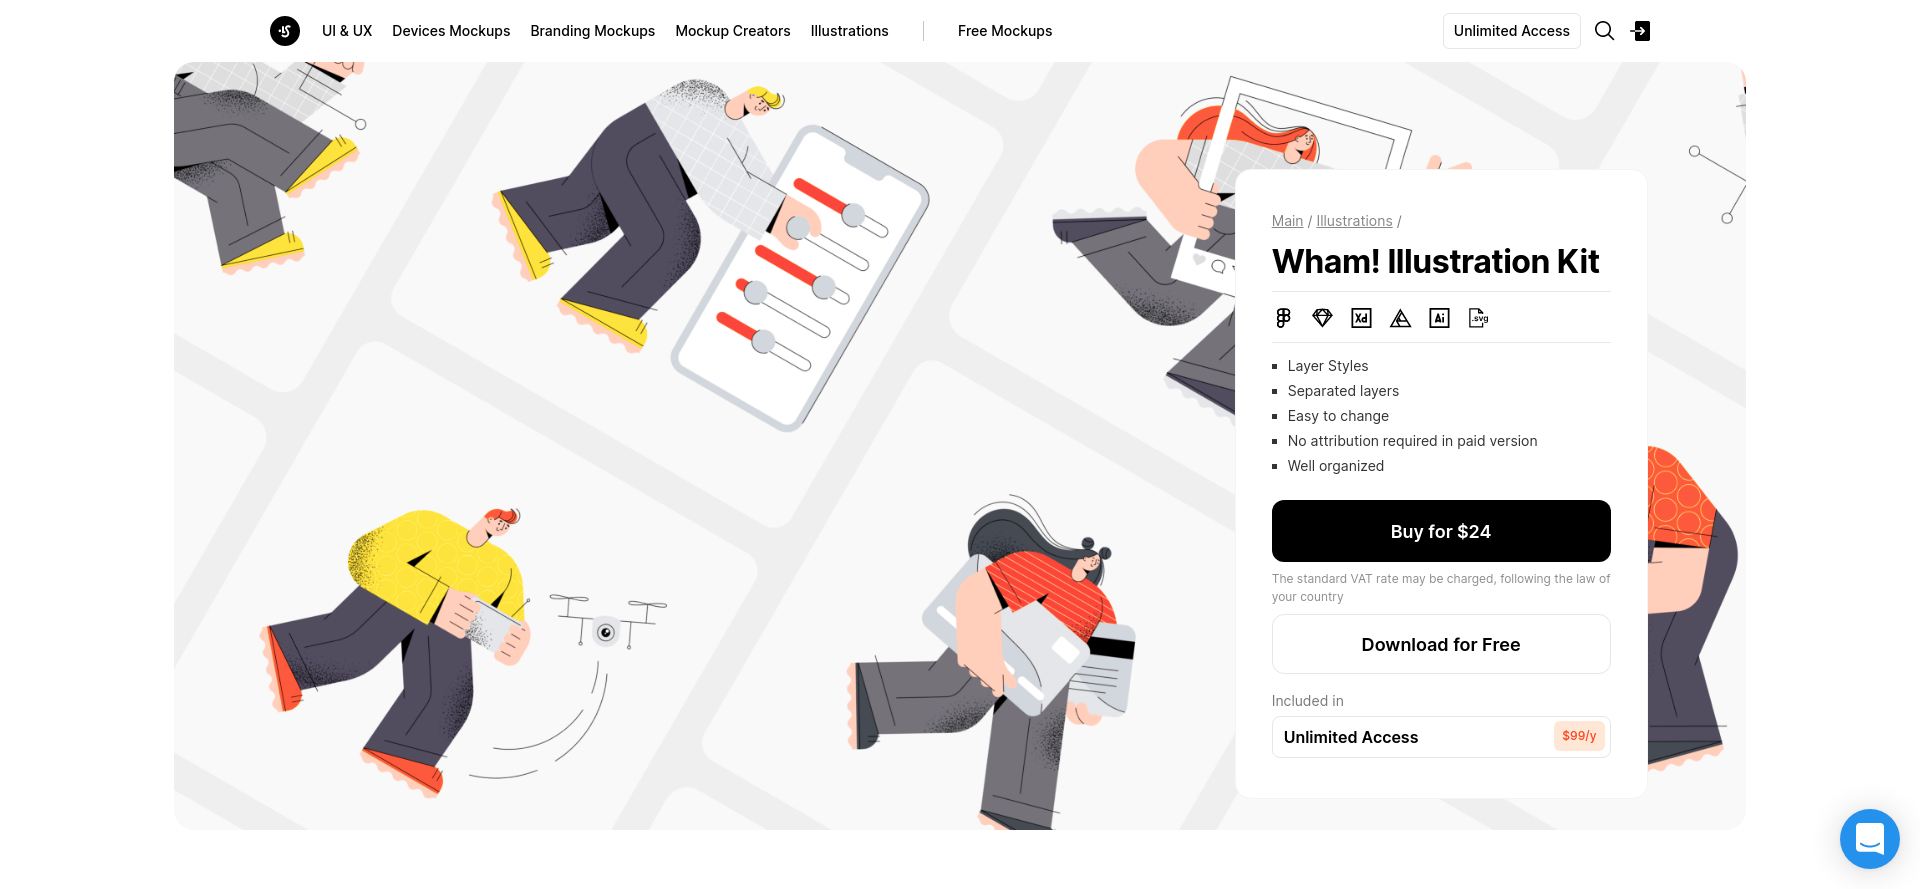 UI & UX Devices Mockups Branding Mockups Mockup Creators Illustrations Free Mockups Unlimited Access
Main / Illustrations /
Wham! Illustration Kit
Xd Ai .svg
Layer Styles
Separated layers
Easy to change
No attribution required in paid version
Well organized
Buy for $24
The standard VAT rate may be charged, following the law of
your country
Download for Free
Included in
Unlimited Access $99/y